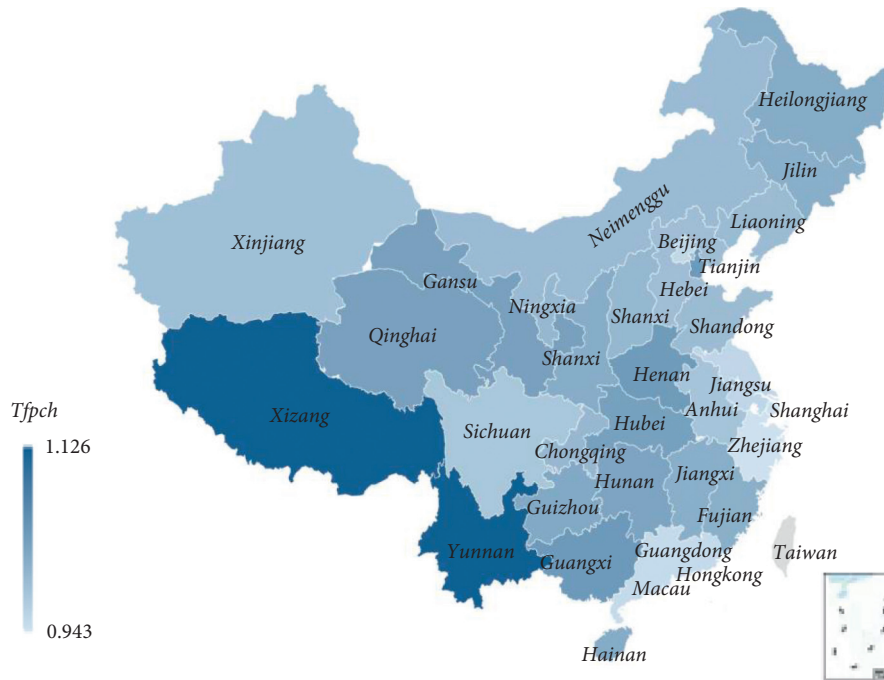 Heilongjiang
Jilin
Liaoning
Neimenggu
Beijing
Tianjin
Hebei
Xinjiang
Gansu
Ningxia
Shanxi
Shandong
Qinghai
Shanxi
Henan
Jiangsu
Anhui
Shanghai
Xizang
Hubei
Sichuan
Chongqing
Zhejiang
Hunan
Jiangxi
Guizhou
Fujian
Yunnan
Guangxi
Guangdong
Hongkong
Macau
Taiwan
Hainan
Tfpch
1.126
0.943